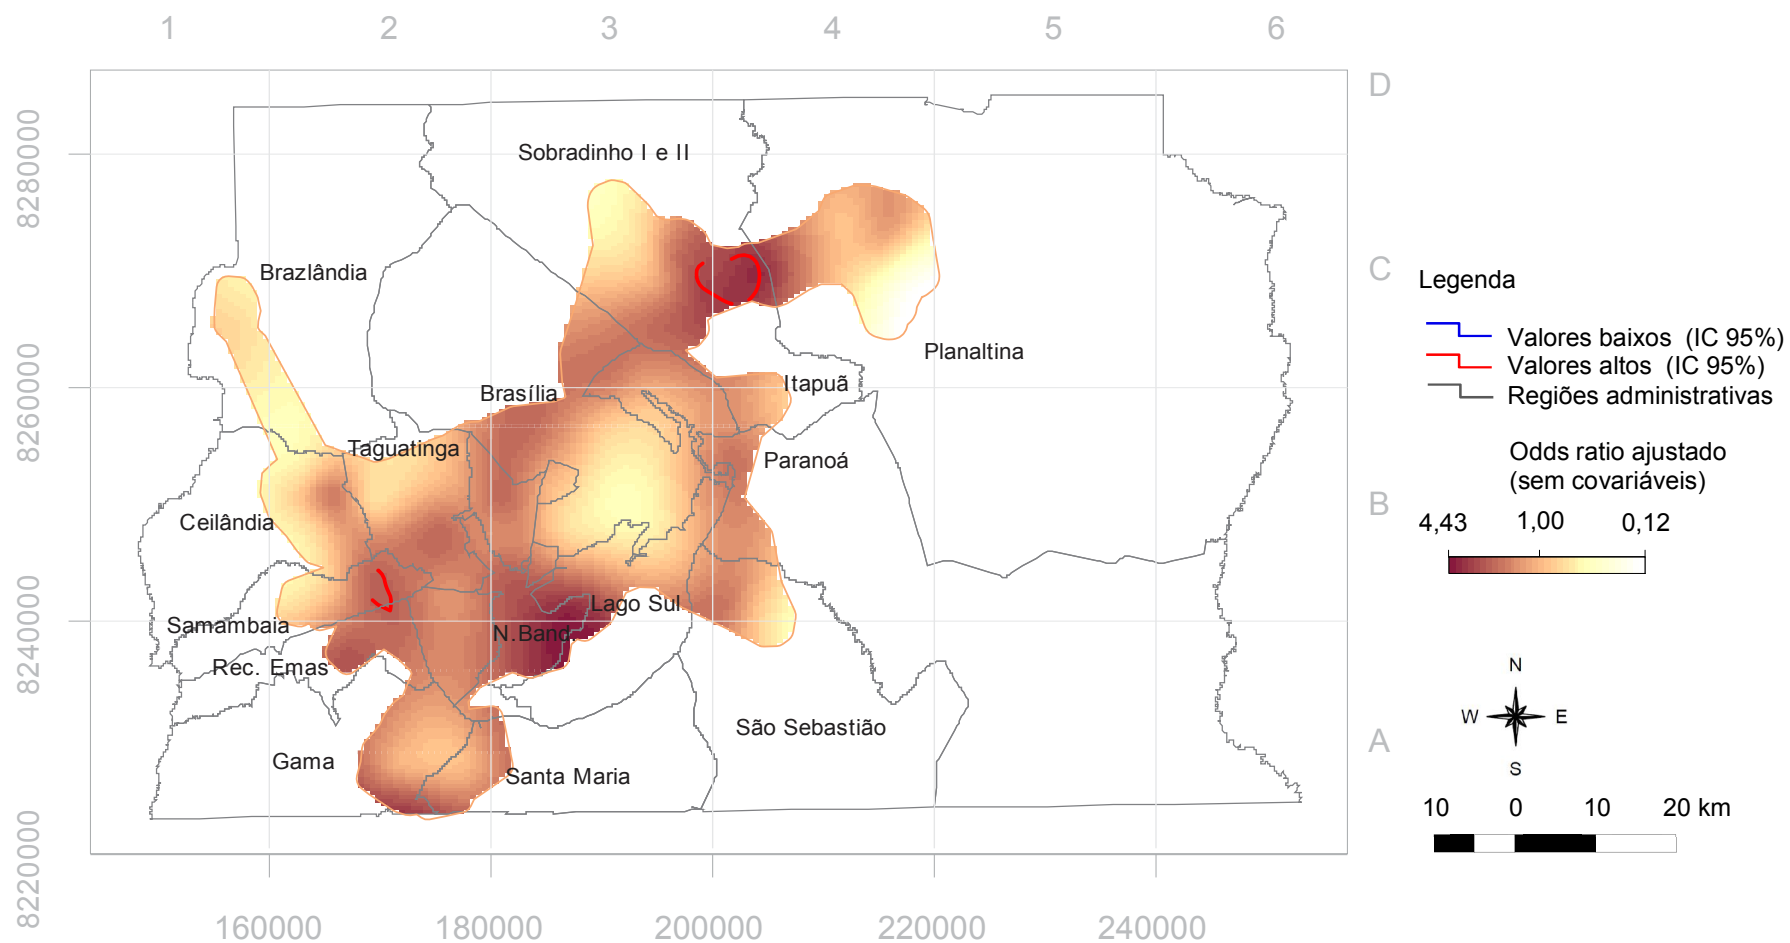 1 2 3 4 5 6
D
8280000
Sobradinho I e II
C
Brazlândia
Legenda
Valores baixos (IC 95%)
Valores altos (IC 95%)
Regiões administrativas
Planaltina
8260000
Itapuã
Brasília
Taguatinga
Paranoá
Odds ratio ajustado
(sem covariáveis)
B
Ceilândia
4,43 1,00 0,12
8240000
Lago Sul
Samambaia
N.Band.
Rec. Emas
N
W E
S
São Sebastião
A
Gama
Santa Maria
10 0 10 20 km
8220000
160000 180000 200000 220000 240000